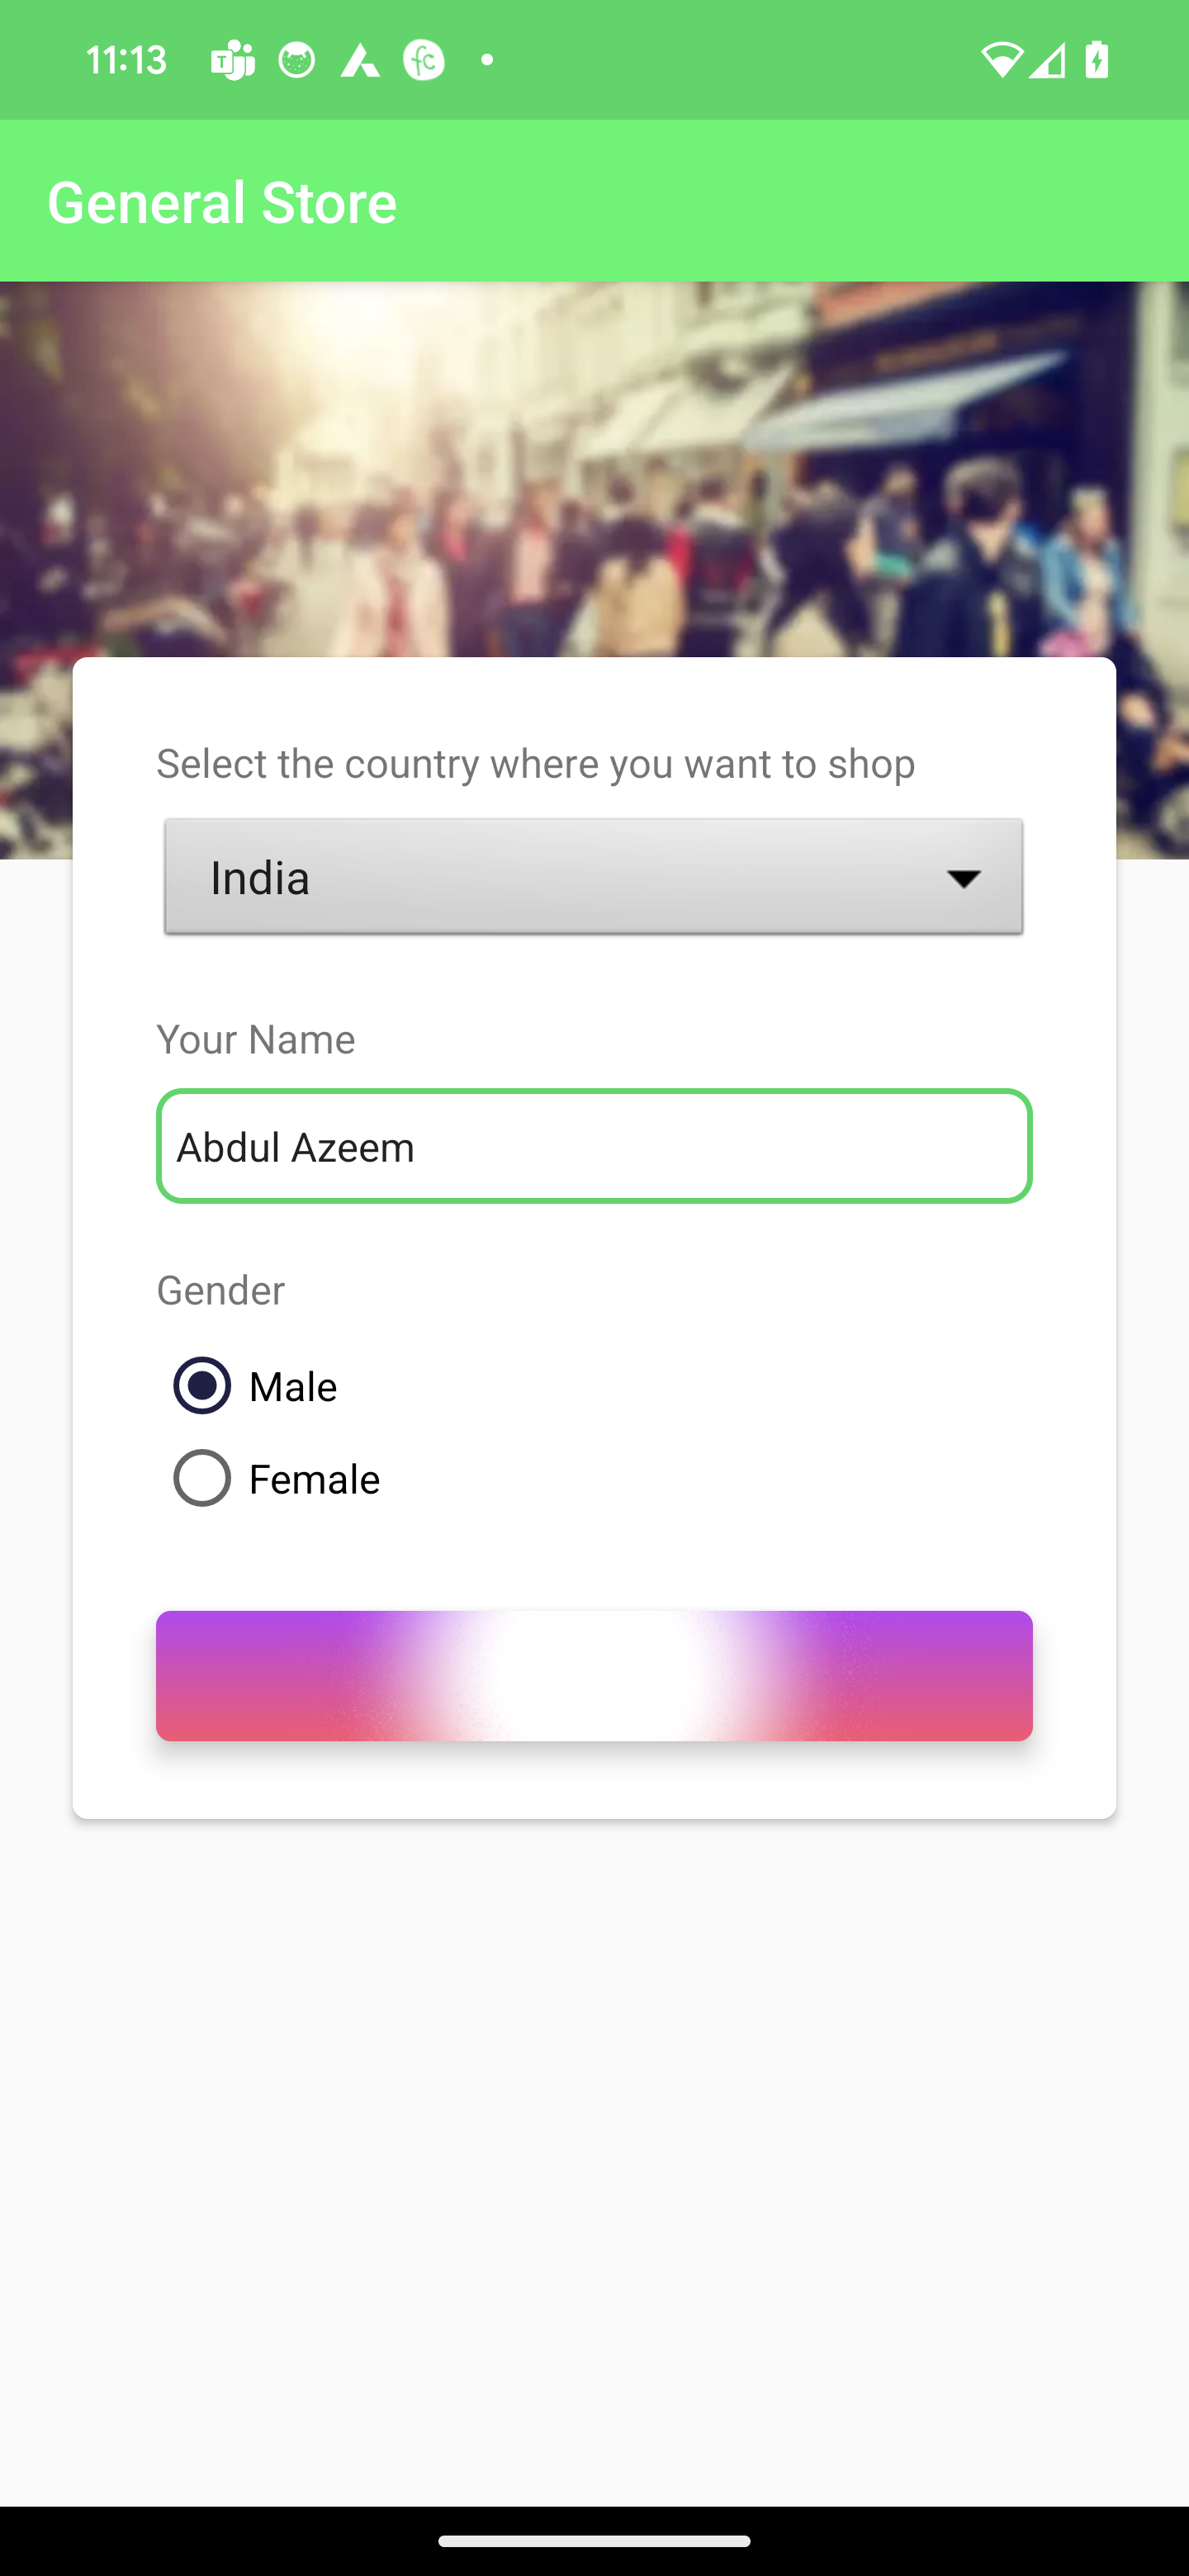 11:13
General Store
Select the country where you want to shop
India
Your Name
Abdul Azeem
Gender
Male
Female